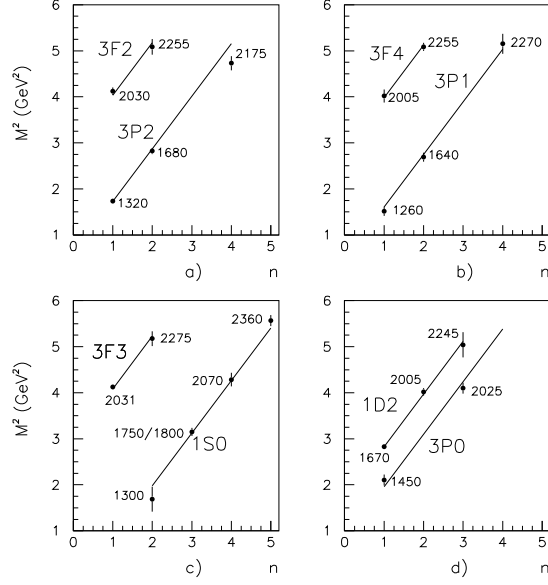 M² (GeV²)
6
5
4
3
2
1
0 1 2 3 4 5
3F2
2255
2030
2175
3P2
1680
1320
a) n
6
5
4
3
2
1
0 1 2 3 4 5
3F4
2255
2005
2270
3P1
1640
1260
b) n
M² (GeV²)
6
5
4
3
2
1
0 1 2 3 4 5
2360
3F3
2275
2031
2070
1750/1800
1S0
1300
c) n
6
5
4
3
2
1
0 1 2 3 4 5
2245
2005
1D2
2025
1670
3P0
1450
d) n